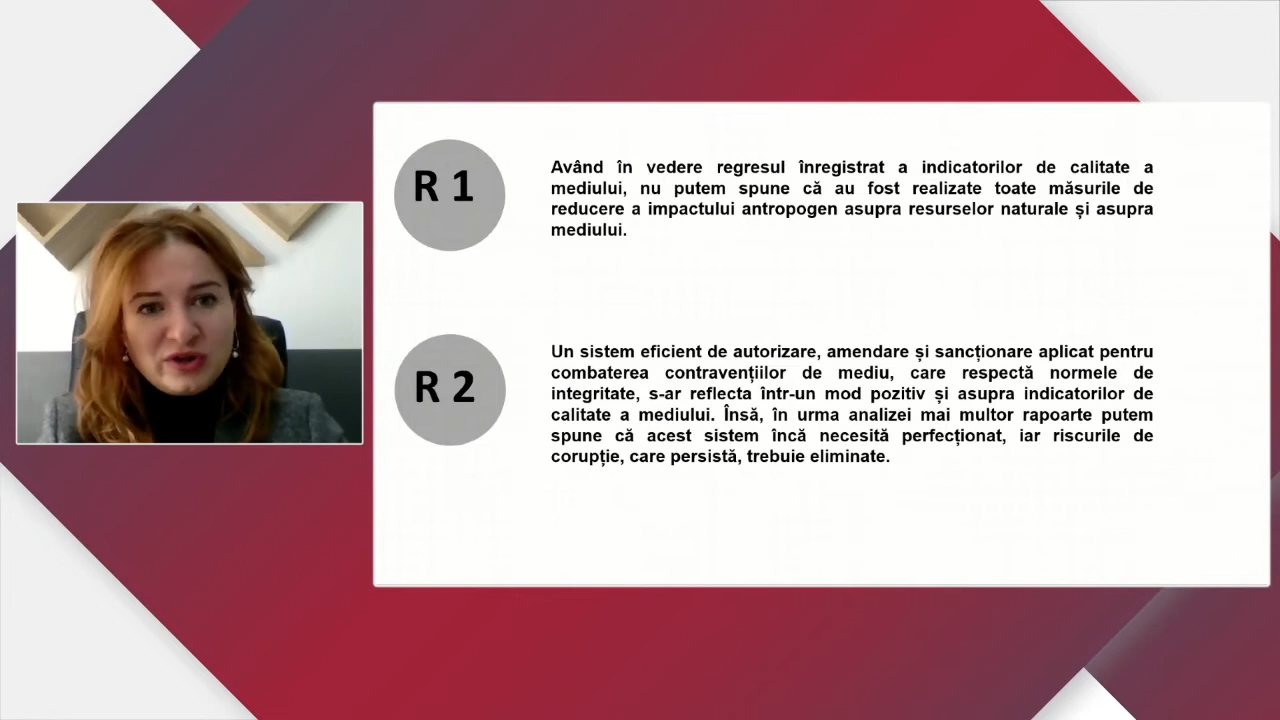 R 1
Având în vedere regresul înregistrat a indicatorilor de calitate a
mediului, nu putem spune că au fost realizate toate măsurile de
reducere a impactului antropogen asupra resurselor naturale și asupra
mediului.
R 2
Un sistem eficient de autorizare, amendare și sancționare aplicat pentru
combaterea contravențiilor de mediu, care respectă normele de
integritate, s-ar reflecta într-un mod pozitiv și asupra indicatorilor de
calitate a mediului. Însă, în urma analizei mai multor rapoarte putem
spune că acest sistem încă necesită perfecționat, iar riscurile de
corupție, care persistă, trebuie eliminate.